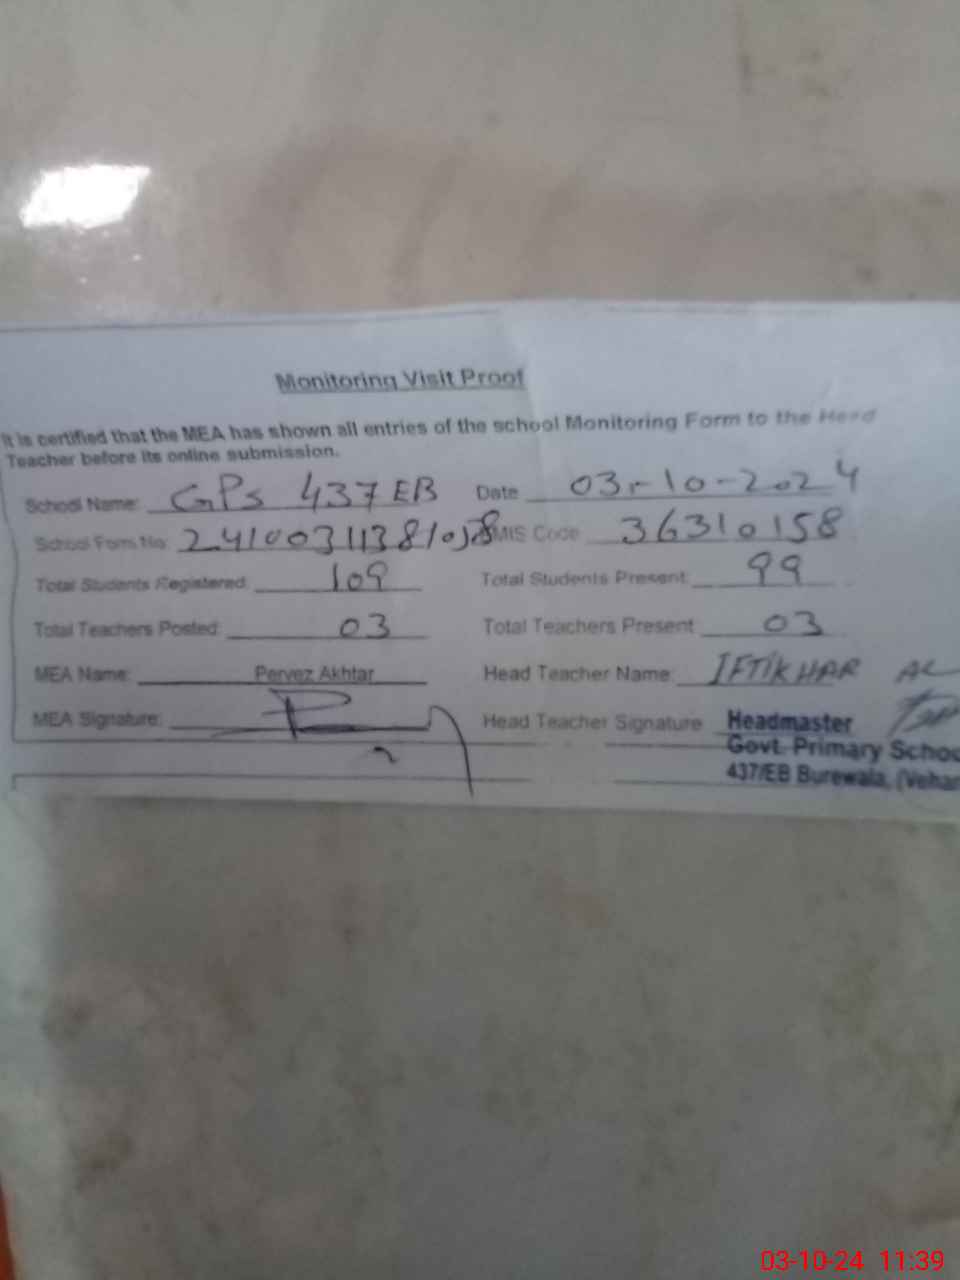 Monitoring Visit Proof
It is certified that the MEA has shown all entries of the school Monitoring Form to the Head
Teacher before its online submission.
School Name: GPS 437 EB Date 03-10-2024
School Form No: MIS Code 36310158
Total Students Registered: 109 Total Students Present: 99
Total Teachers Posted: 03 Total Teachers Present 03
MEA Name: Pervez Akhtar Head Teacher Name: IFTIKHAR
MEA Signature: Head Teacher Signature Headmaster
Govt. Primary Schoo
437/EB Burewala, (Vehar
03-10-24 11:39